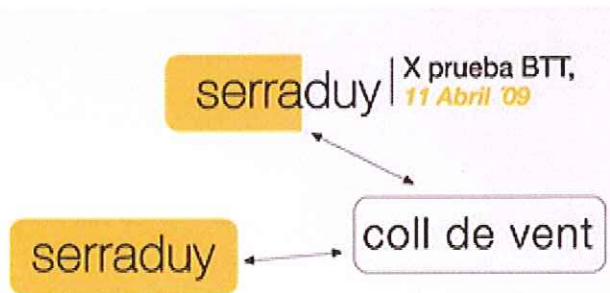 serraduy
X prueba BTT,
11 Abril '09
coll de vent
serraduy